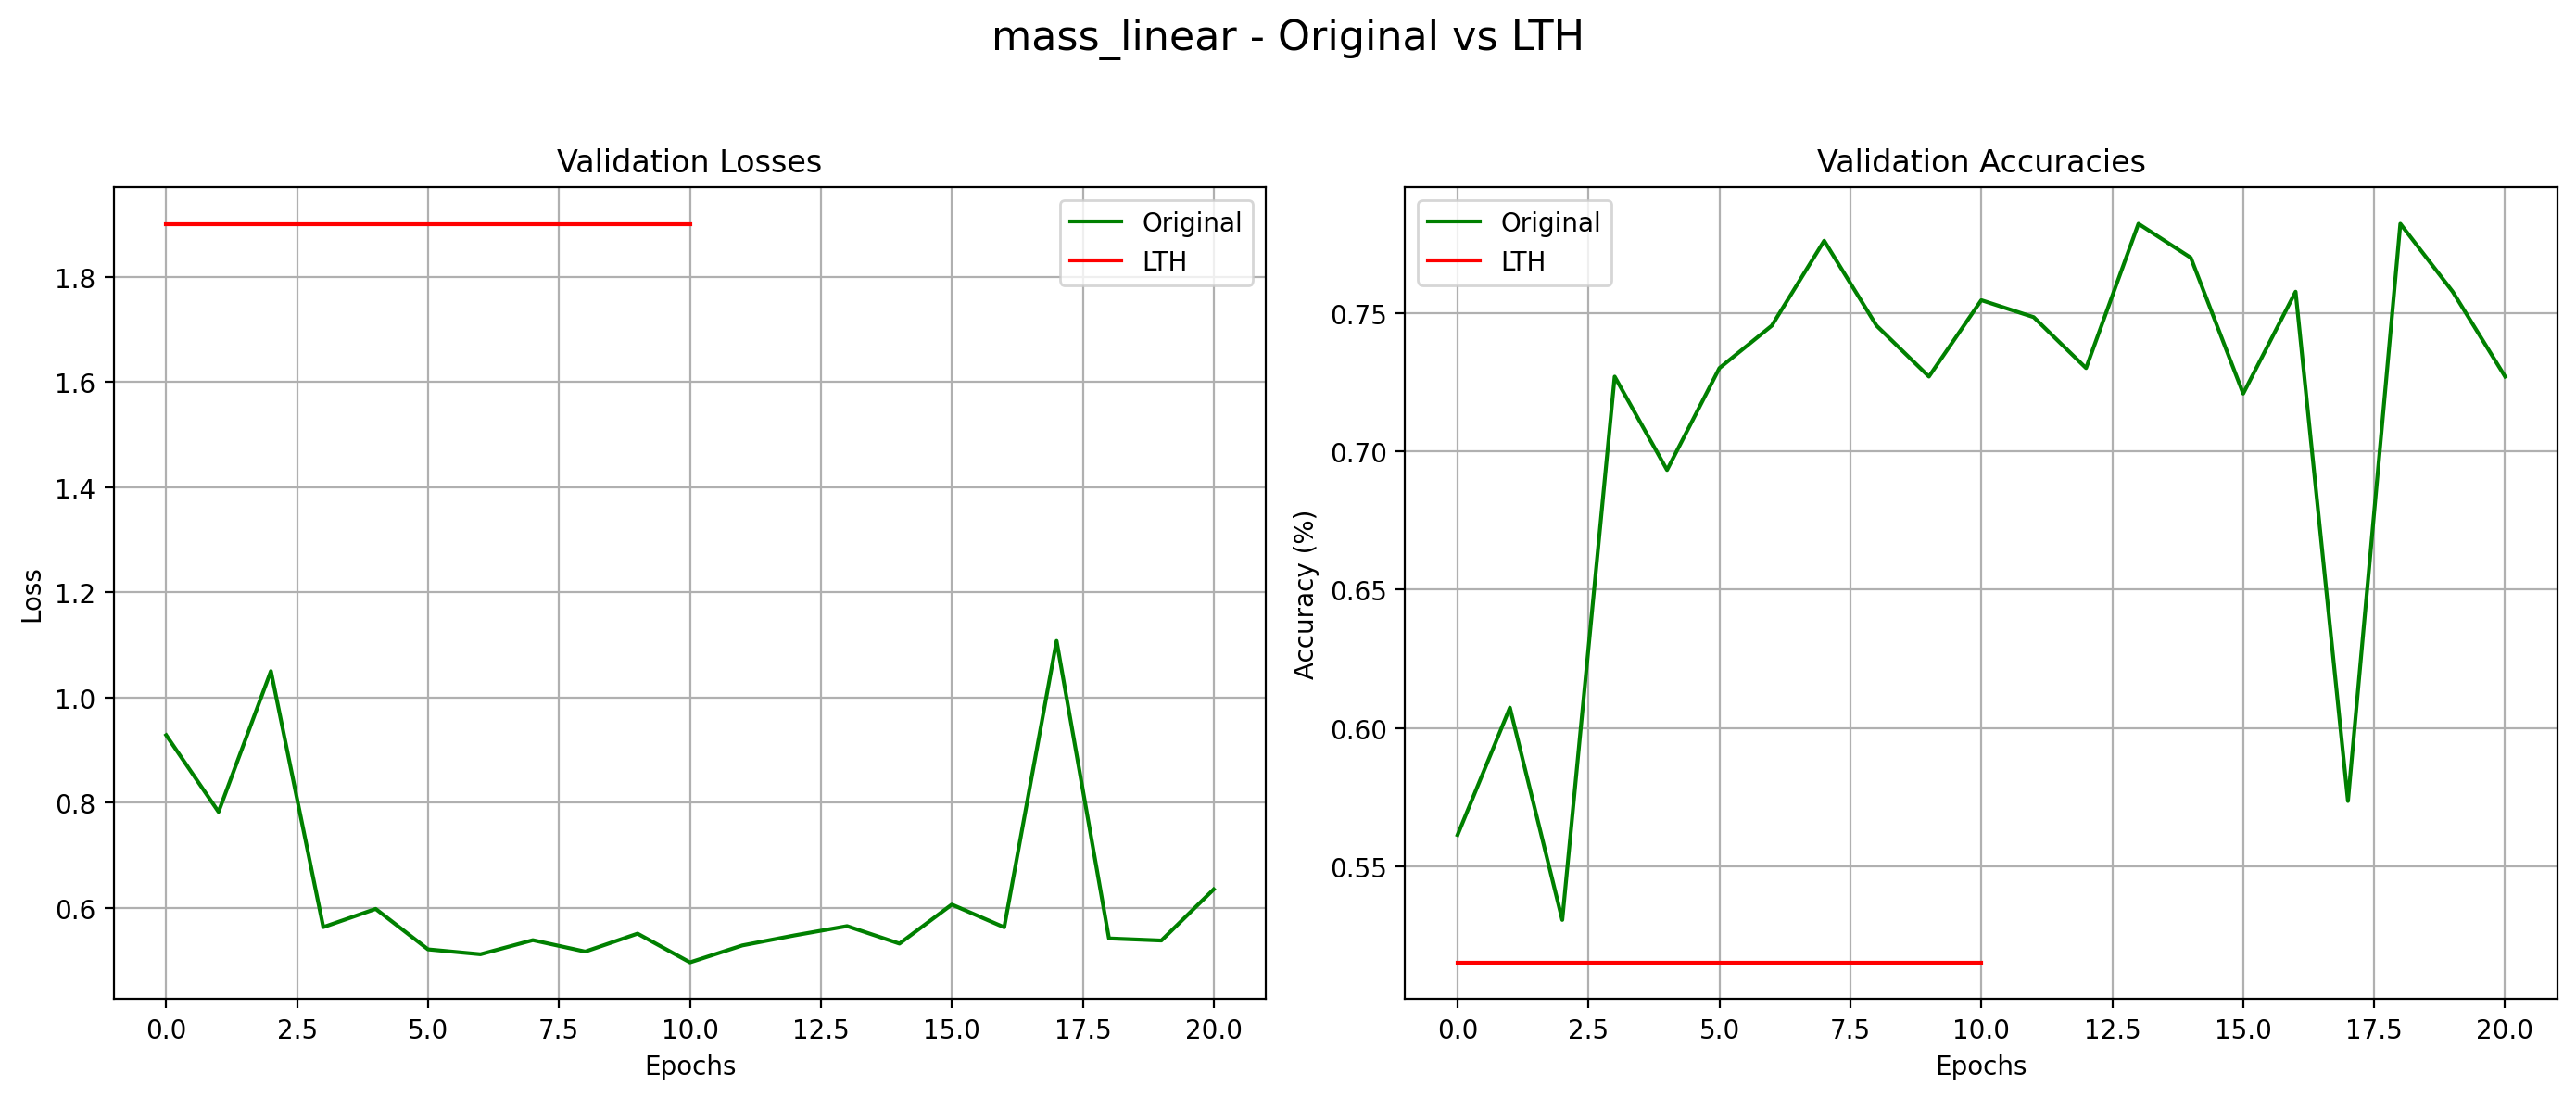 mass_linear - Original vs LTH
Validation Losses
Original
LTH
1.8
1.6
1.4
1.2
1.0
0.8
0.6
Loss
0.0 2.5 5.0 7.5 10.0 12.5 15.0 17.5 20.0
Epochs
Validation Accuracies
Original
LTH
0.75
0.70
0.65
0.60
0.55
Accuracy (%)
0.0 2.5 5.0 7.5 10.0 12.5 15.0 17.5 20.0
Epochs